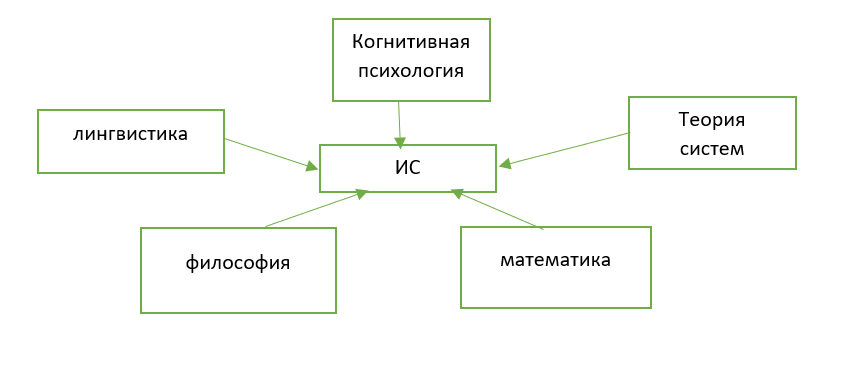 Когнитивная
психология
лингвистика
Теория
систем
ИС
философия
математика